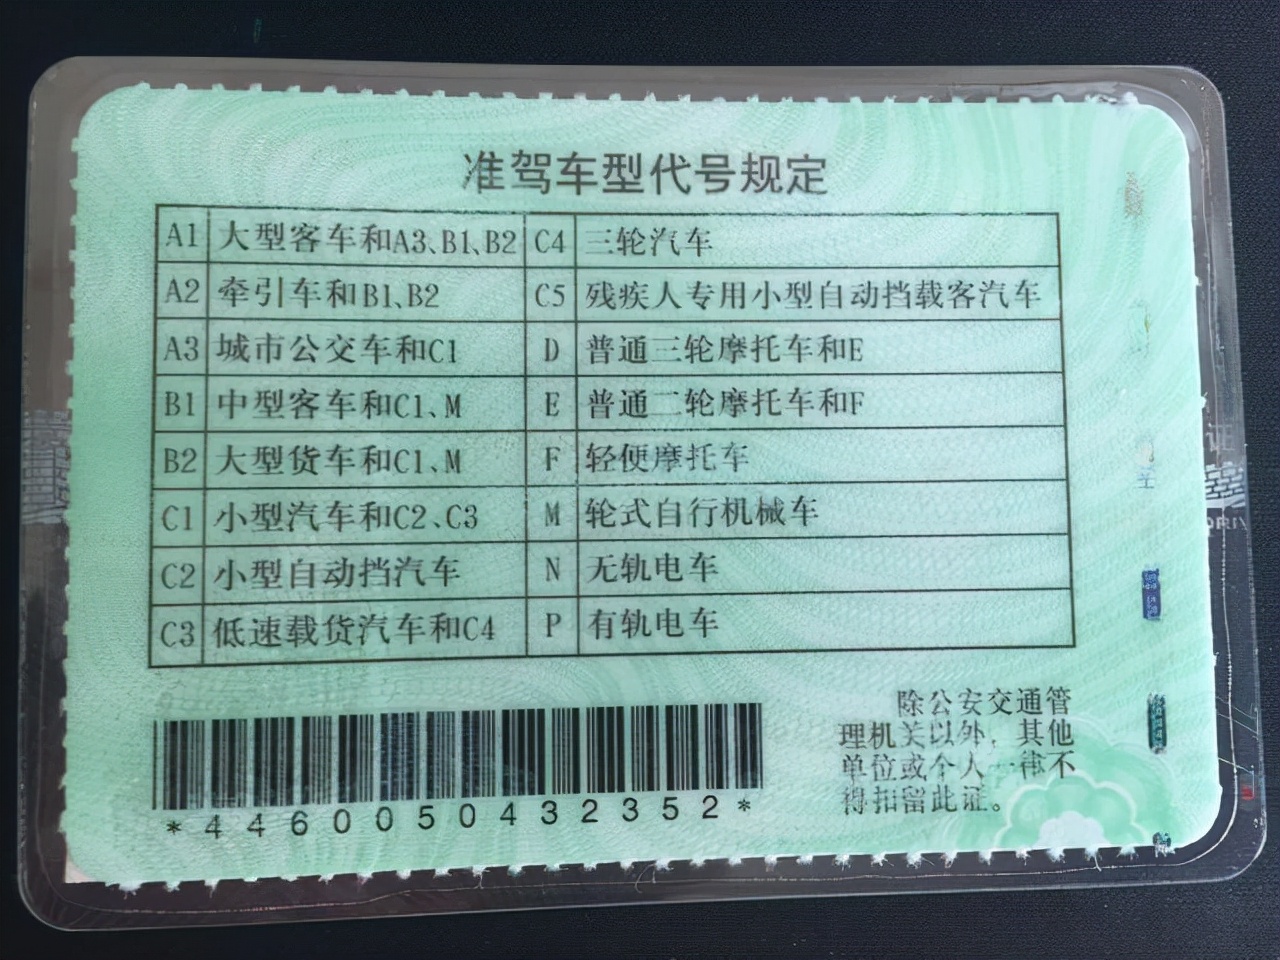 准驾车型代号规定
A1 大型客车和A3、B1、B2 C4 三轮汽车
A2 牵引车和B1、B2 C5 残疾人专用小型自动挡载客汽车
A3 城市公交车和C1 D 普通三轮摩托车和E
B1 中型客车和C1、M E 普通二轮摩托车和F
B2 大型货车和C1、M F 轻便摩托车
C1 小型汽车和C2、C3 M 轮式自行机械车
C2 小型自动挡汽车 N 无轨电车
C3 低速载货汽车和C4 P 有轨电车
除公安交通管
理机关以外，其他
单位或个人一律不
得扣留此证。
*4460050432352*
证